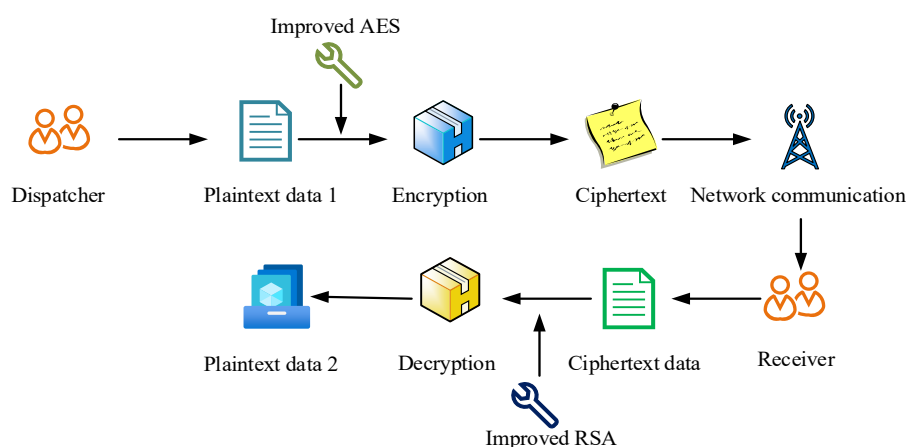 Improved AES
Dispatcher
Plaintext data 1
Encryption
Ciphertext
Network communication
Plaintext data 2
Decryption
Ciphertext data
Receiver
Improved RSA